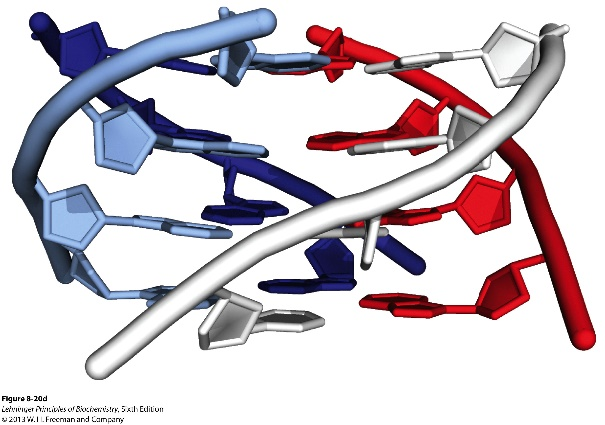 Figure 8-20d
Lehninger Principles of Biochemistry, Sixth Edition
© 2013 W. H. Freeman and Company